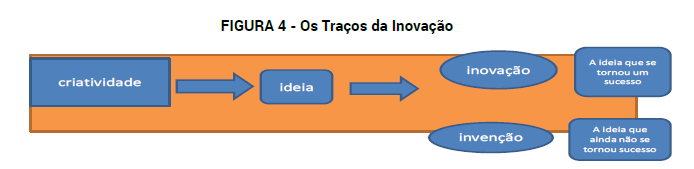 FIGURA 4 - Os Traços da Inovação
criatividade
ideia
inovação
A ideia que se
tornou um
sucesso
invenção
A ideia que
ainda não se
tornou sucesso